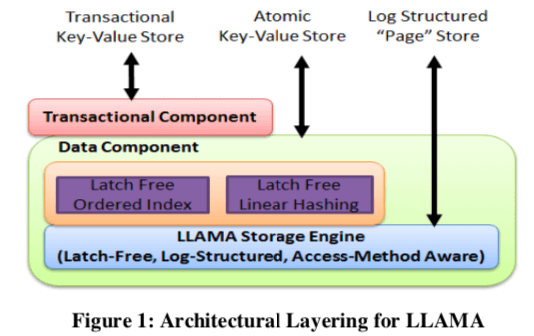 Transactional
Key-Value Store
Atomic
Key-Value Store
Log Structured
“Page” Store
Transactional Component
Data Component
Latch Free
Ordered Index
Latch Free
Linear Hashing
LLAMA Storage Engine
(Latch-Free, Log-Structured, Access-Method Aware)
Figure 1: Architectural Layering for LLAMA